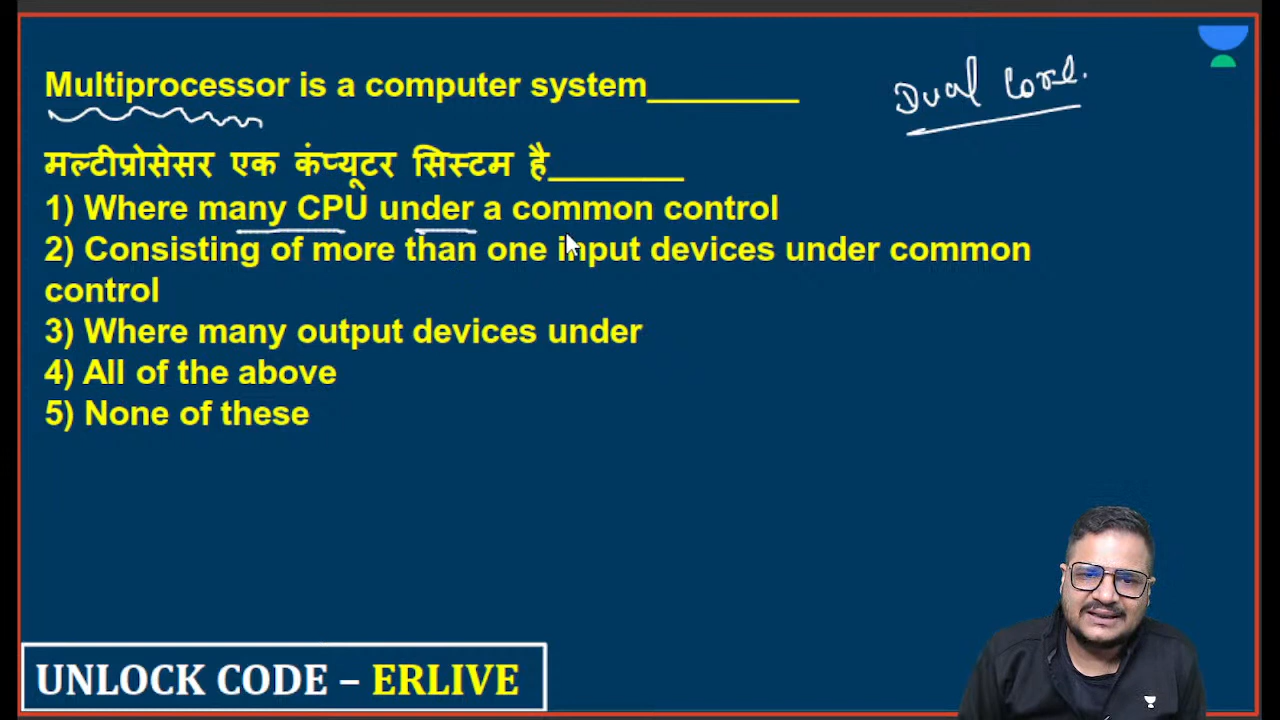 Multiprocessor is a computer system_________
Dual Core.
मल्टीप्रोसेसर एक कंप्यूटर सिस्टम है________
1) Where many CPU under a common control
2) Consisting of more than one input devices under common
control
3) Where many output devices under
4) All of the above
5) None of these
UNLOCK CODE – ERLIVE